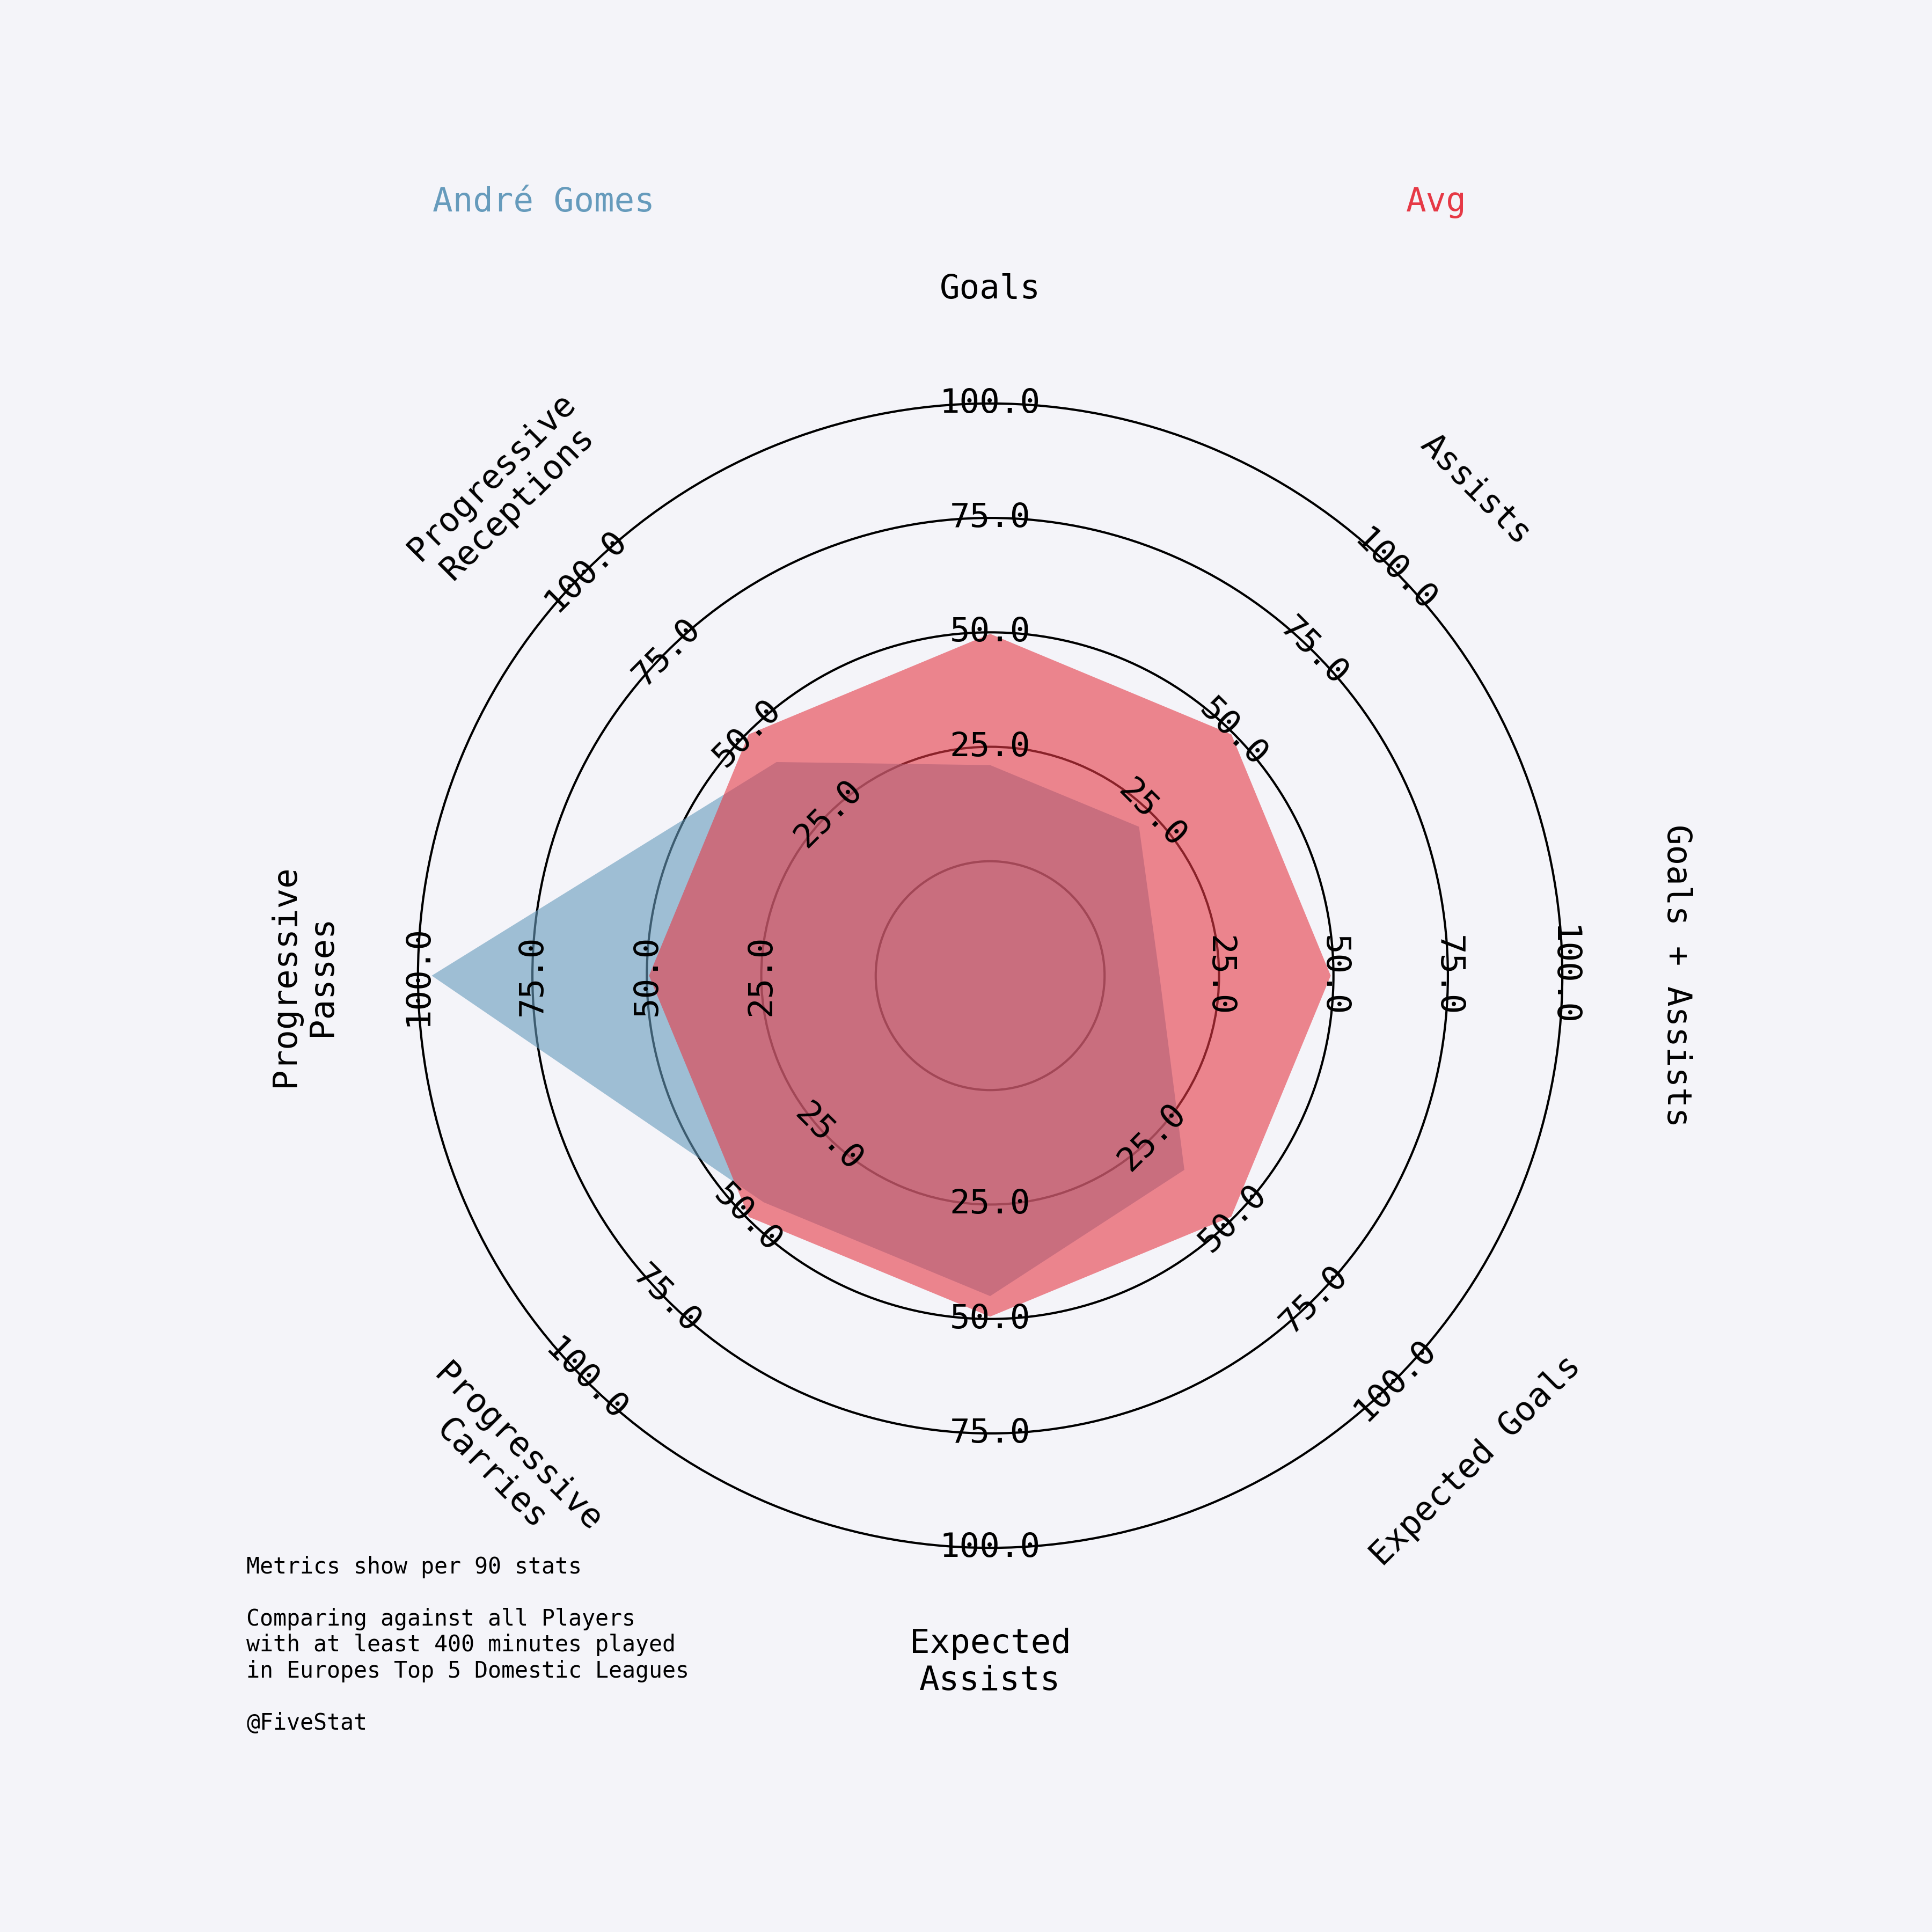 André Gomes
Avg
Goals
Assists
Goals + Assists
Expected Goals
Expected
Assists
Progressive
Carries
Progressive
Passes
Progressive
Receptions
25.0
50.0
75.0
100.0
25.0
50.0
75.0
100.0
25.0
50.0
75.0
100.0
25.0
50.0
75.0
100.0
25.0
50.0
75.0
100.0
25.0
50.0
75.0
100.0
25.0
50.0
75.0
100.0
25.0
50.0
75.0
100.0
Metrics show per 90 stats
Comparing against all Players
with at least 400 minutes played
in Europes Top 5 Domestic Leagues
@FiveStat